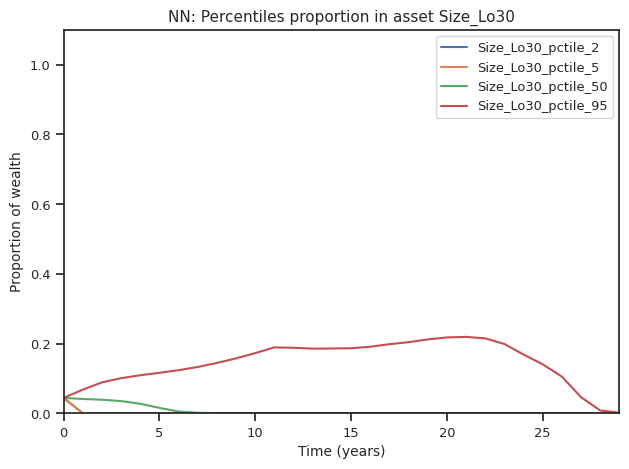 NN: Percentiles proportion in asset Size_Lo30
Size_Lo30_pctile_2
Size_Lo30_pctile_5
Size_Lo30_pctile_50
Size_Lo30_pctile_95
Proportion of wealth
1.0
0.8
0.6
0.4
0.2
0.0
0 5 10 15 20 25
Time (years)